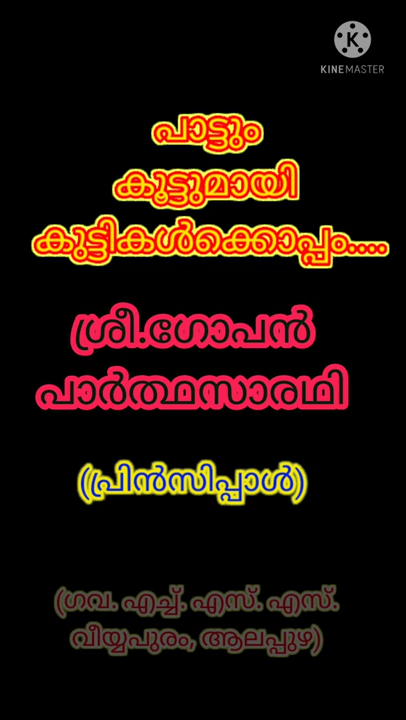 KINEMASTER
പാട്ടും
കൂട്ടുമായി
കുട്ടികൾക്കൊപ്പം....
ശ്രീ.ഗോപൻ
പാർത്ഥസാരഥി
(പ്രിൻസിപ്പാൾ)
(ഗവ. എച്ച്. എസ്. എസ്.
വീയ്യപുരം, ആലപ്പുഴ)